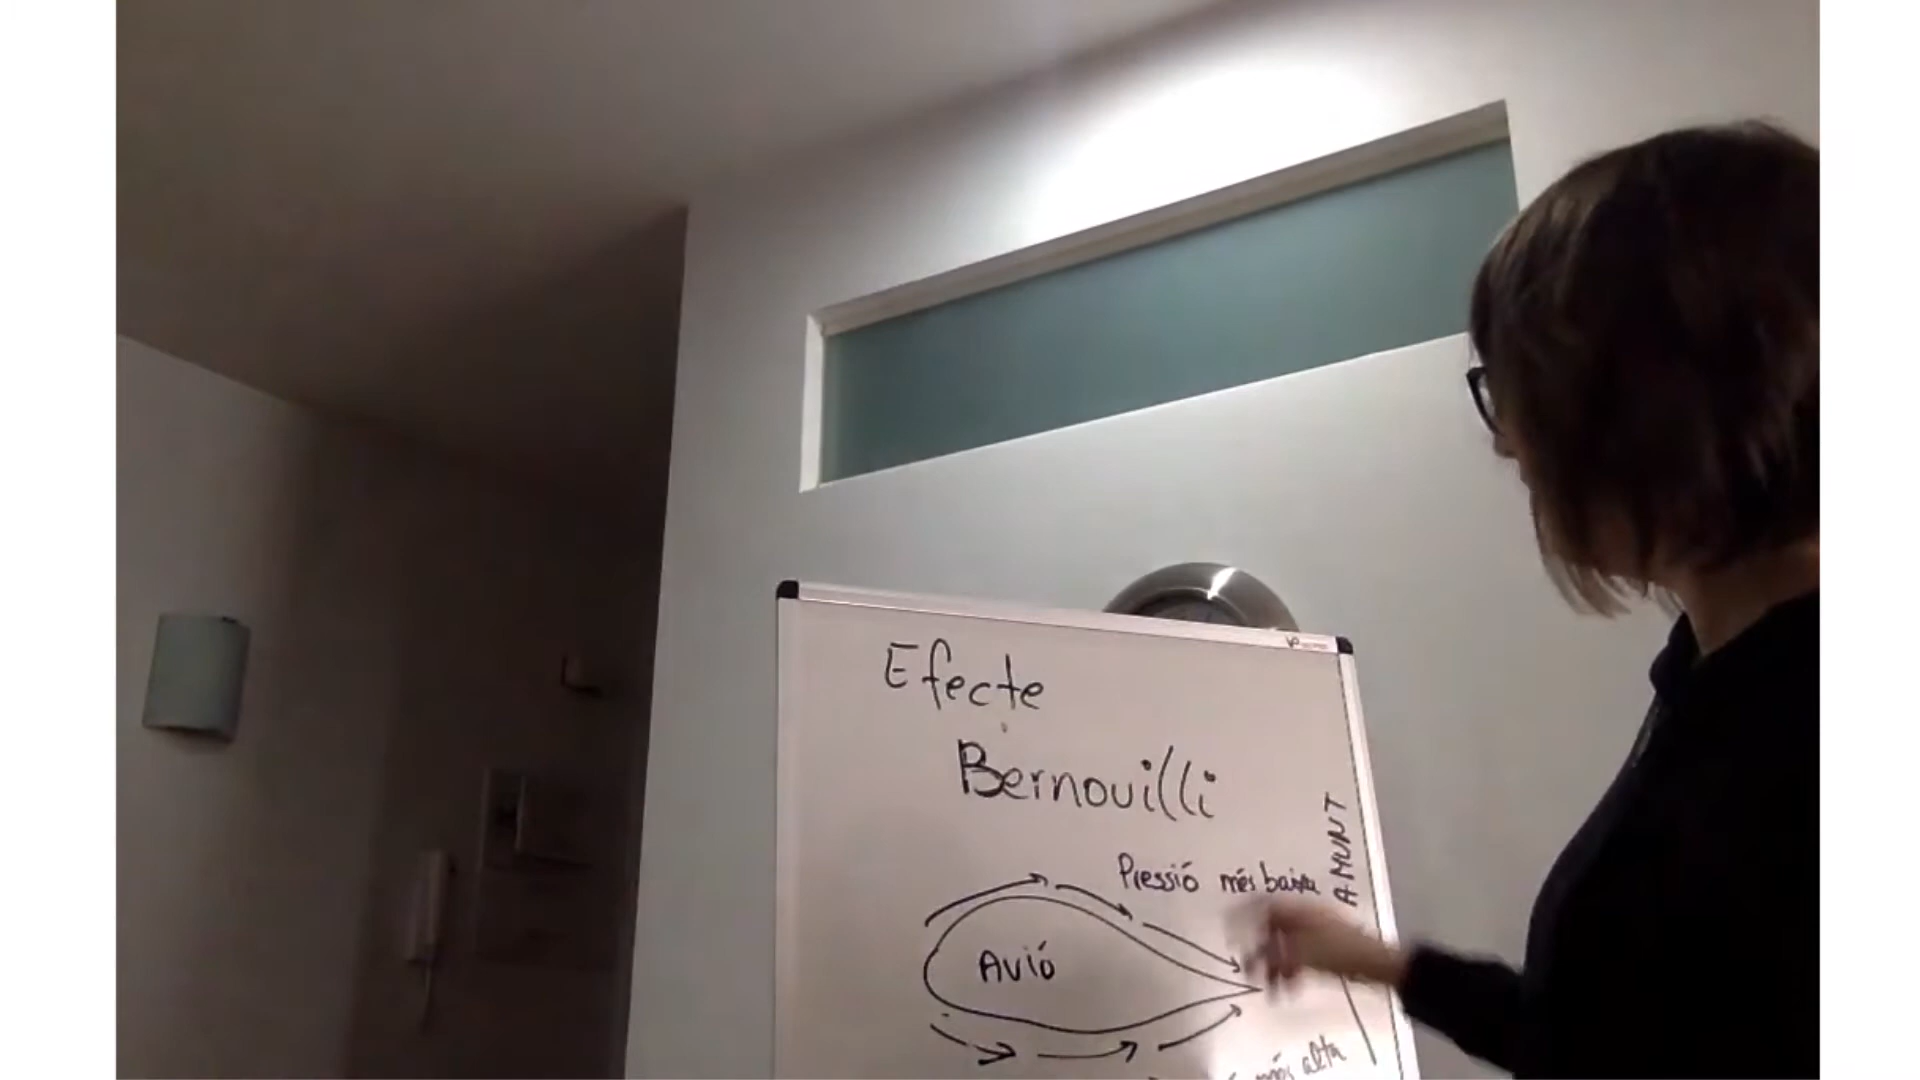 Efecte
Bernouilli
Pressió més baixa
AMUNT
Avió
més alta